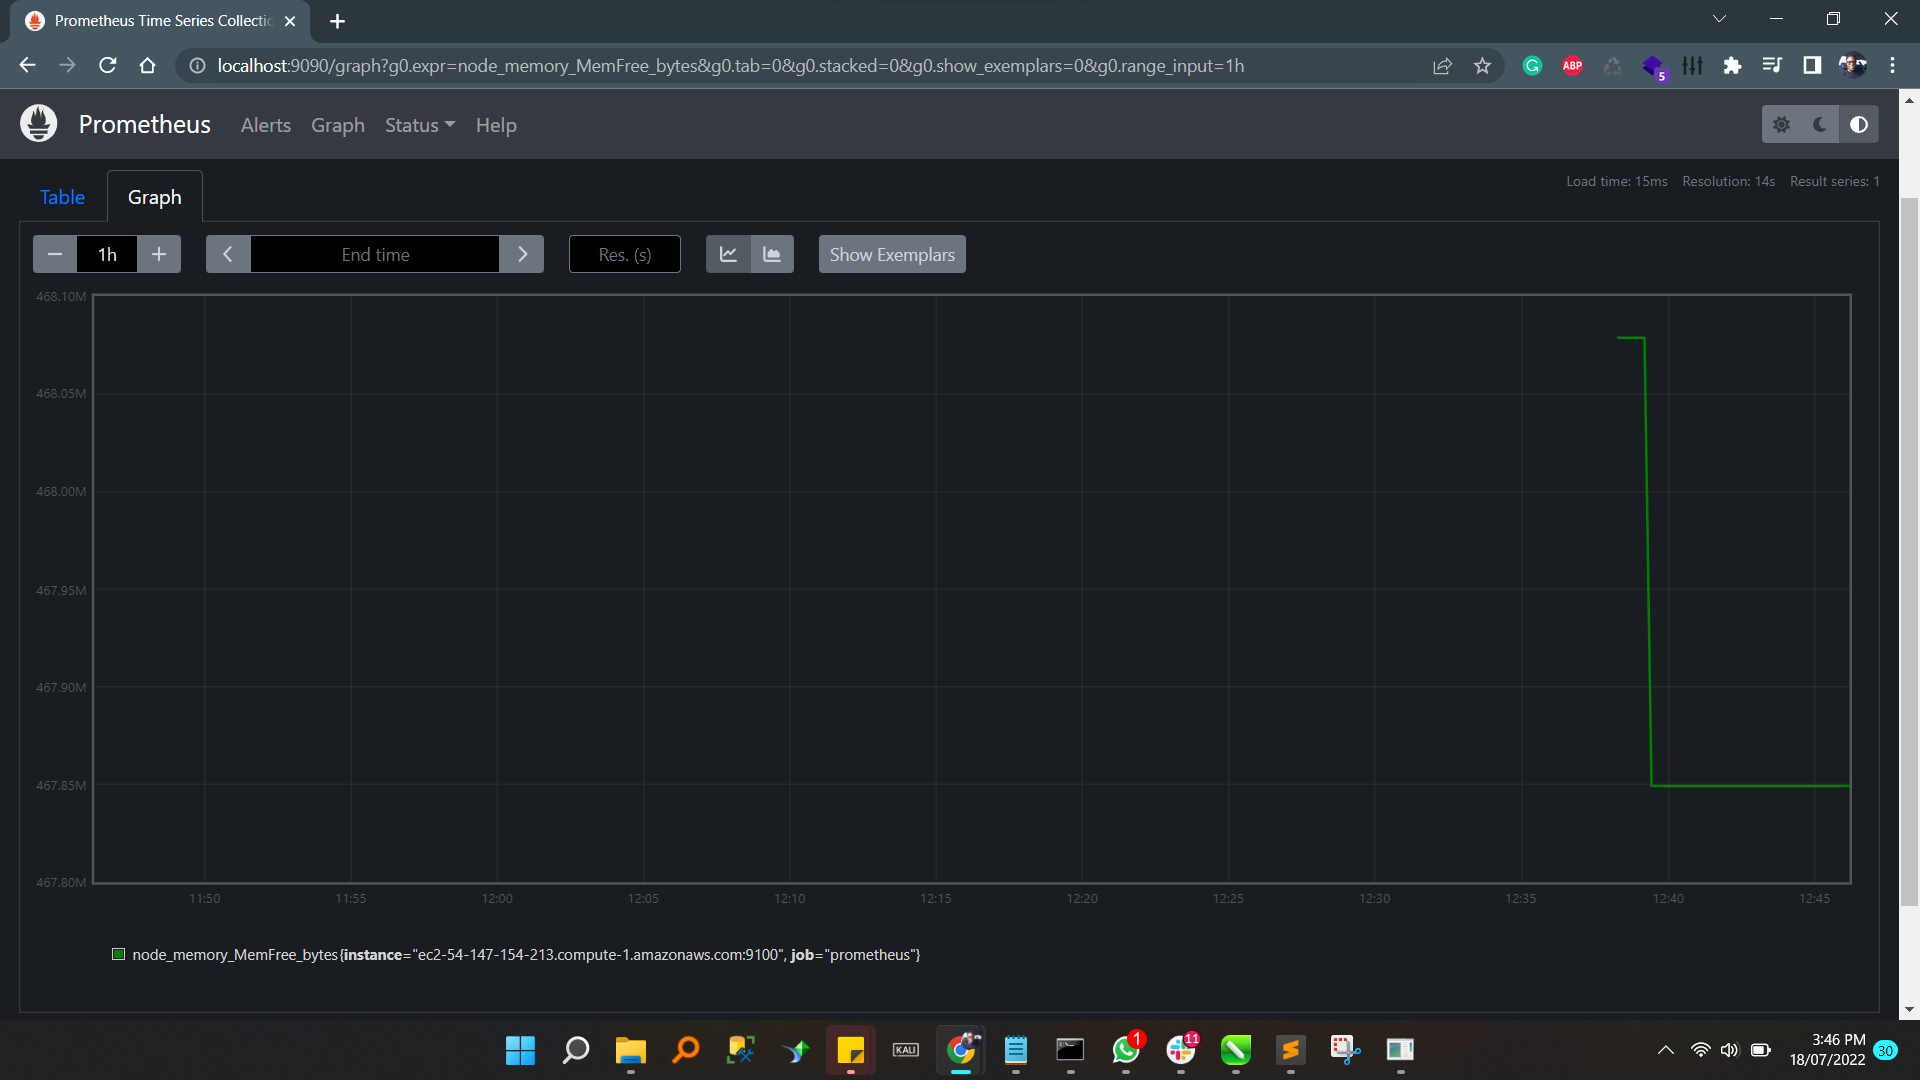 Prometheus Time Series Collectio
localhost:9090/graph?g0.expr=node_memory_MemFree_bytes&g0.tab=0&g0.stacked=0&g0.show_exemplars=0&g0.range_input=1h
ABP
5
Prometheus Alerts Graph Status Help
Table Graph
Load time: 15ms Resolution: 14s Result series: 1
1h End time Res. (s) Show Exemplars
468.10M
468.05M
468.00M
467.95M
467.90M
467.85M
467.80M
11:50 11:55 12:00 12:05 12:10 12:15 12:20 12:25 12:30 12:35 12:40 12:45
node_memory_MemFree_bytes{instance="ec2-54-147-154-213.compute-1.amazonaws.com:9100", job="prometheus"}
KALI
1
11
3:46 PM
18/07/2022
30